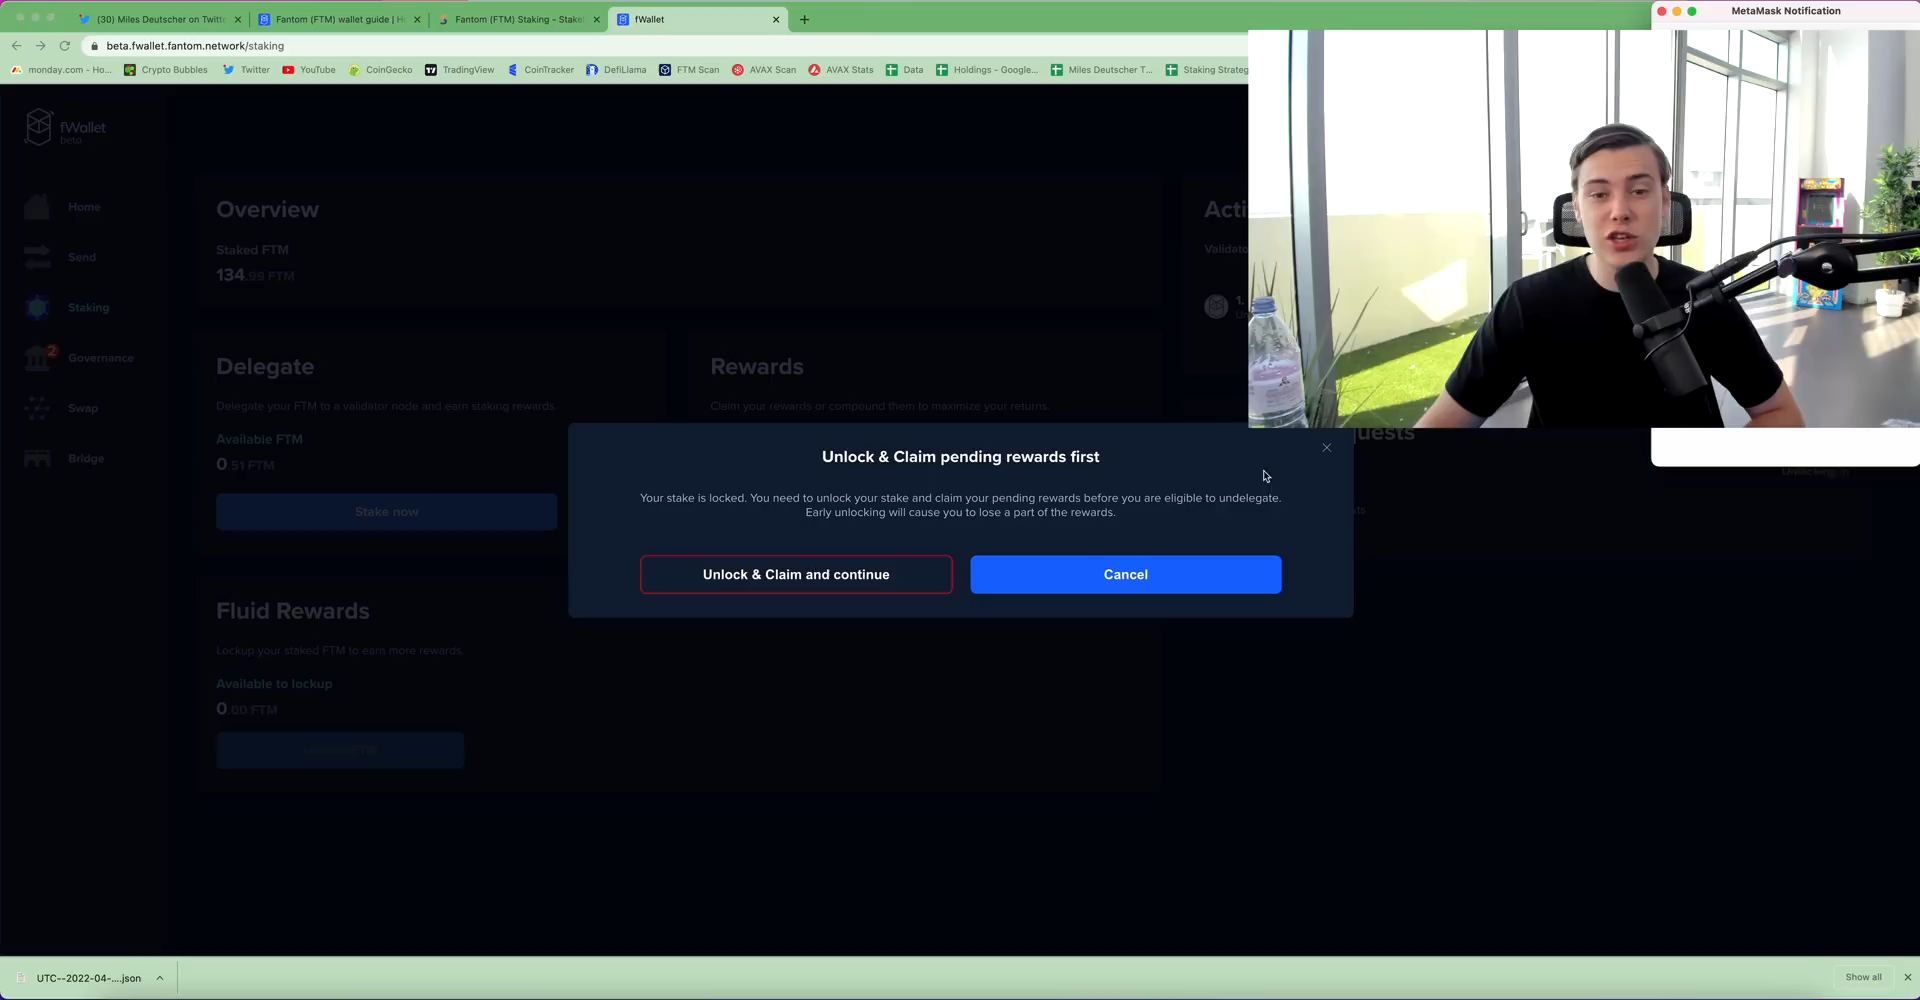 (30) Miles Deutscher on Twitte
Fantom (FTM) wallet guide | H
Fantom (FTM) Staking - Stake
fWallet
MetaMask Notification
beta.fwallet.fantom.network/staking
monday.com - Ho...
Crypto Bubbles
Twitter
YouTube
CoinGecko
TradingView
CoinTracker
DefiLlama
FTM Scan
AVAX Scan
AVAX Stats
Data
Holdings - Google...
Miles Deutscher T...
Staking Strateg
fWallet
beta
Home
Send
Staking
2
Governance
Swap
Bridge
Overview
Staked FTM
134.99 FTM
Acti
Validato
1.
Delegate
Delegate your FTM to a validator node and earn staking rewards.
Available FTM
0.51 FTM
Stake now
Rewards
Claim your rewards or compound them to maximize your returns.
uests
Unlock & Claim pending rewards first
Your stake is locked. You need to unlock your stake and claim your pending rewards before you are eligible to undelegate.
Early unlocking will cause you to lose a part of the rewards.
Unlock & Claim and continue
Cancel
Fluid Rewards
Lockup your staked FTM to earn more rewards.
Available to lockup
0.00 FTM
UTC--2022-04-....json
Show all